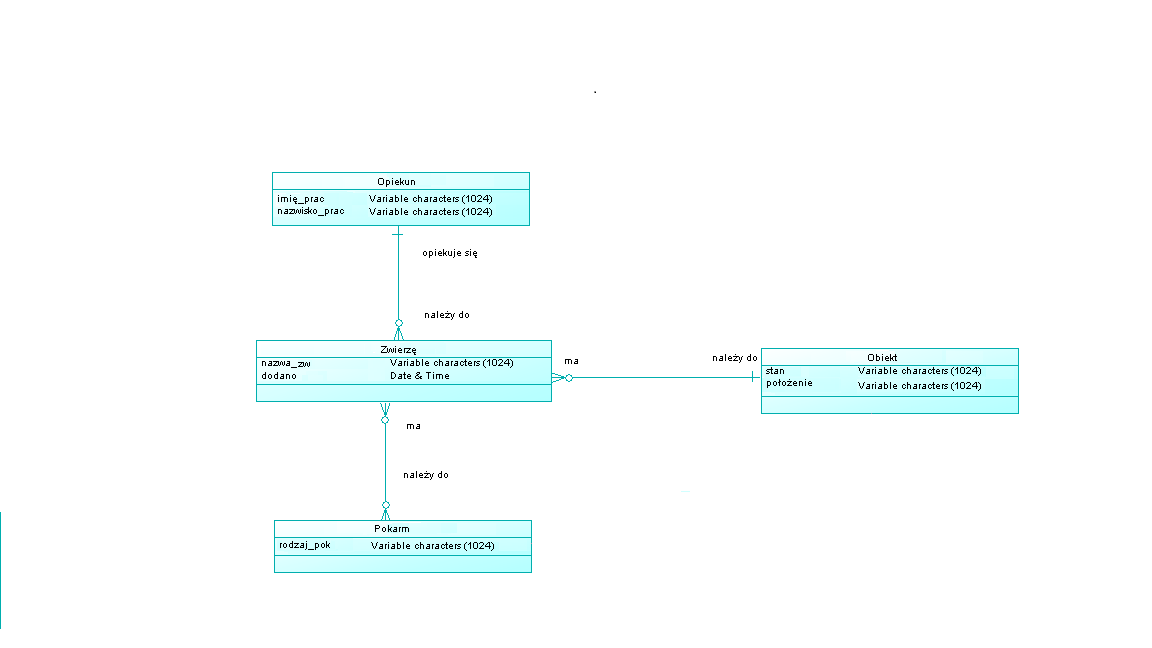 Opiekun
imię_prac Variable characters (1024)
nazwisko_prac Variable characters (1024)
opiekuje się
należy do
Zwierzę
nazwa_zw Variable characters (1024)
dodano Date & Time
ma
należy do
Obiekt
stan Variable characters (1024)
położenie Variable characters (1024)
ma
należy do
Pokarm
rodzaj_pok Variable characters (1024)